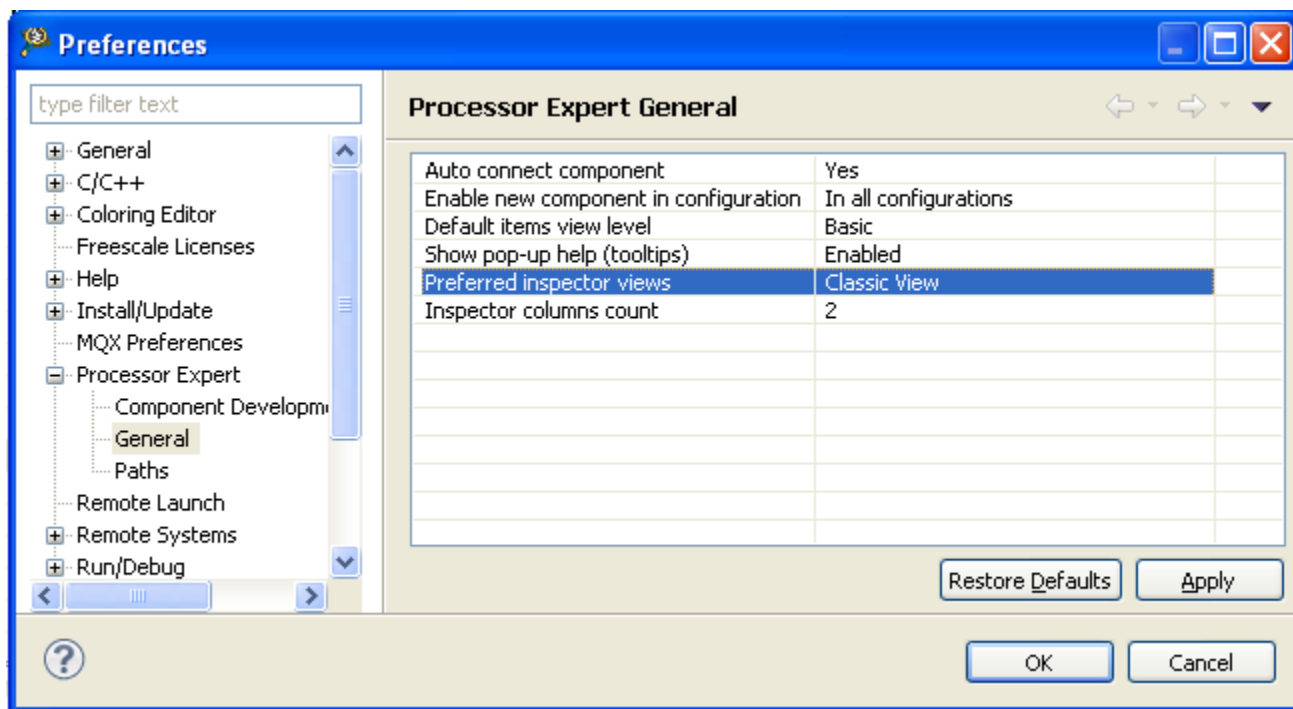 Preferences
type filter text
General
C/C++
Coloring Editor
Freescale Licenses
Help
Install/Update
MQX Preferences
Processor Expert
Component Developm
General
Paths
Remote Launch
Remote Systems
Run/Debug
Processor Expert General
Auto connect component Yes
Enable new component in configuration In all configurations
Default items view level Basic
Show pop-up help (tooltips) Enabled
Preferred inspector views Classic View
Inspector columns count 2
Restore Defaults Apply
? OK Cancel